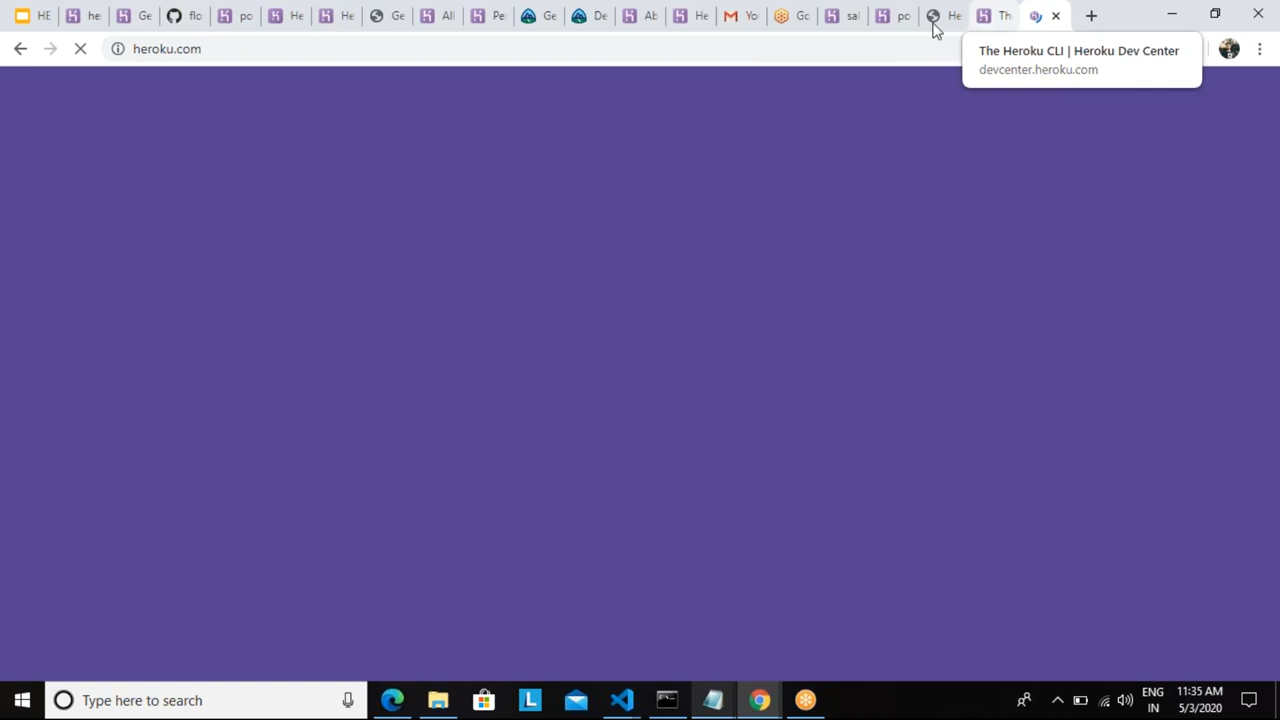 HE
he
Ge
flo
po
He
He
Ge
All
Pe
Ge
De
Ab
He
Yo
Go
sal
po
He
Th
heroku.com
The Heroku CLI | Heroku Dev Center
devcenter.heroku.com
Type here to search
ENG
IN
11:35 AM
5/3/2020